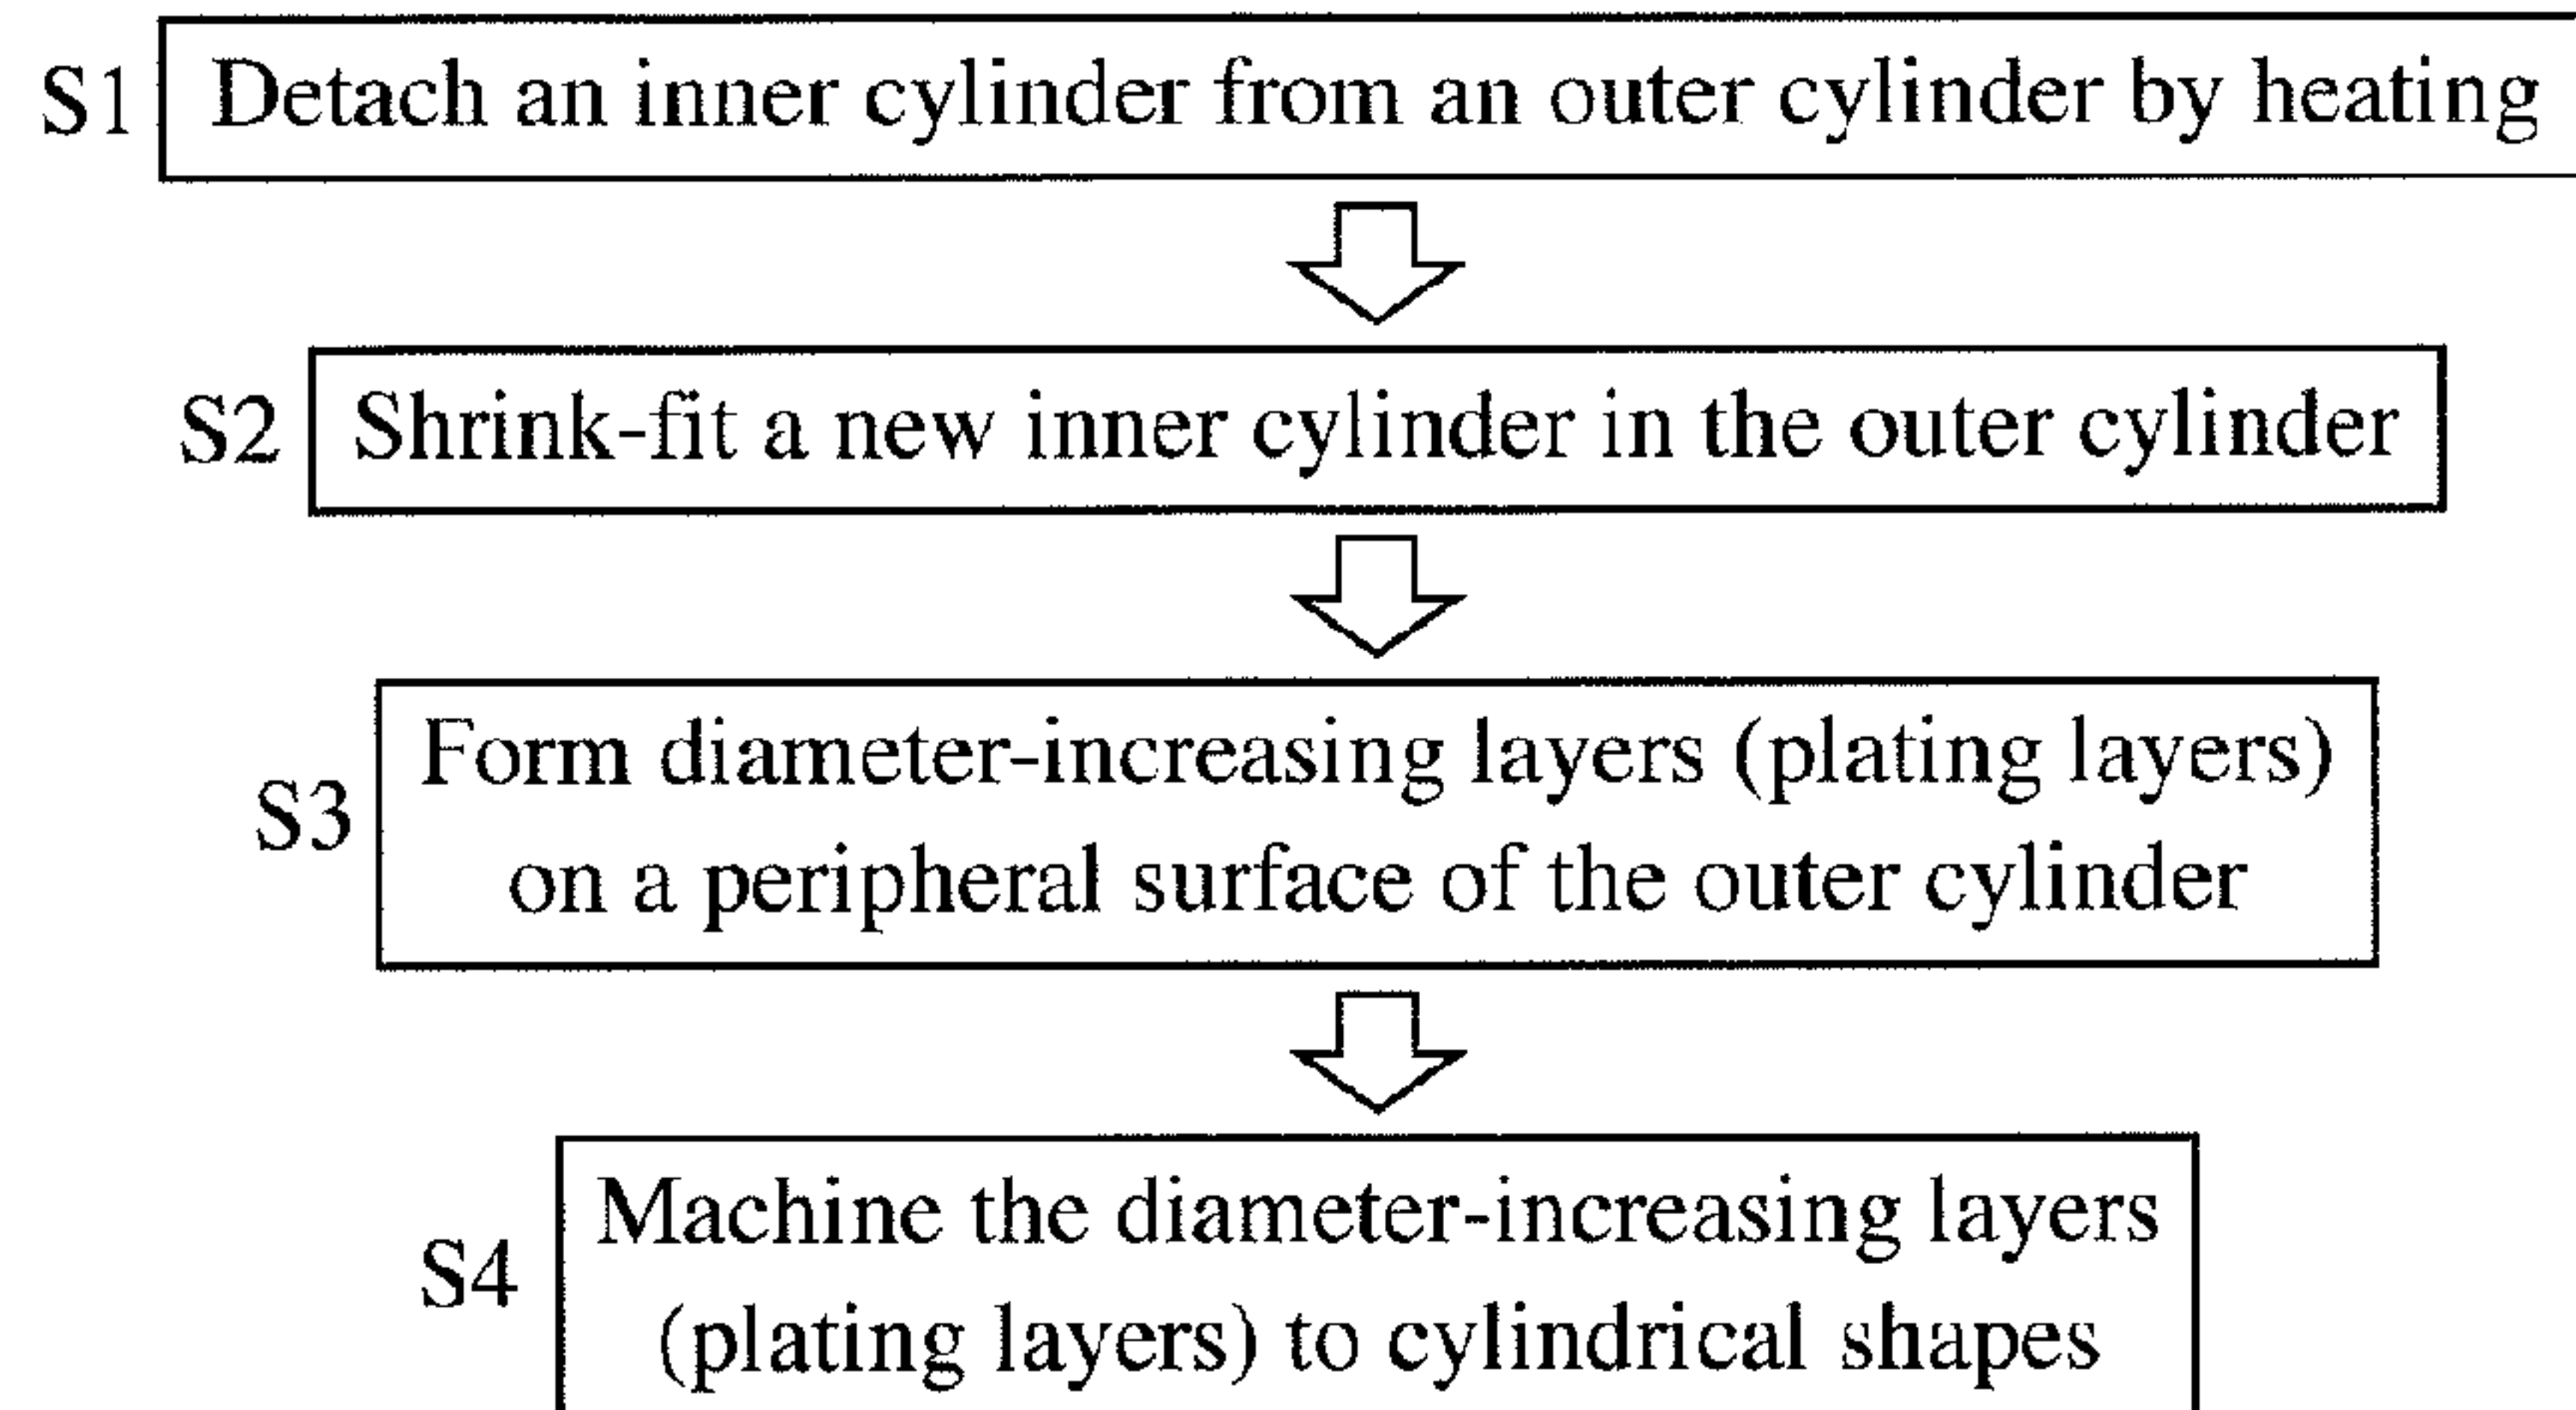 S1 Detach an inner cylinder from an outer cylinder by heating
S2 Shrink-fit a new inner cylinder in the outer cylinder
S3 Form diameter-increasing layers (plating layers)
on a peripheral surface of the outer cylinder
S4 Machine the diameter-increasing layers
(plating layers) to cylindrical shapes